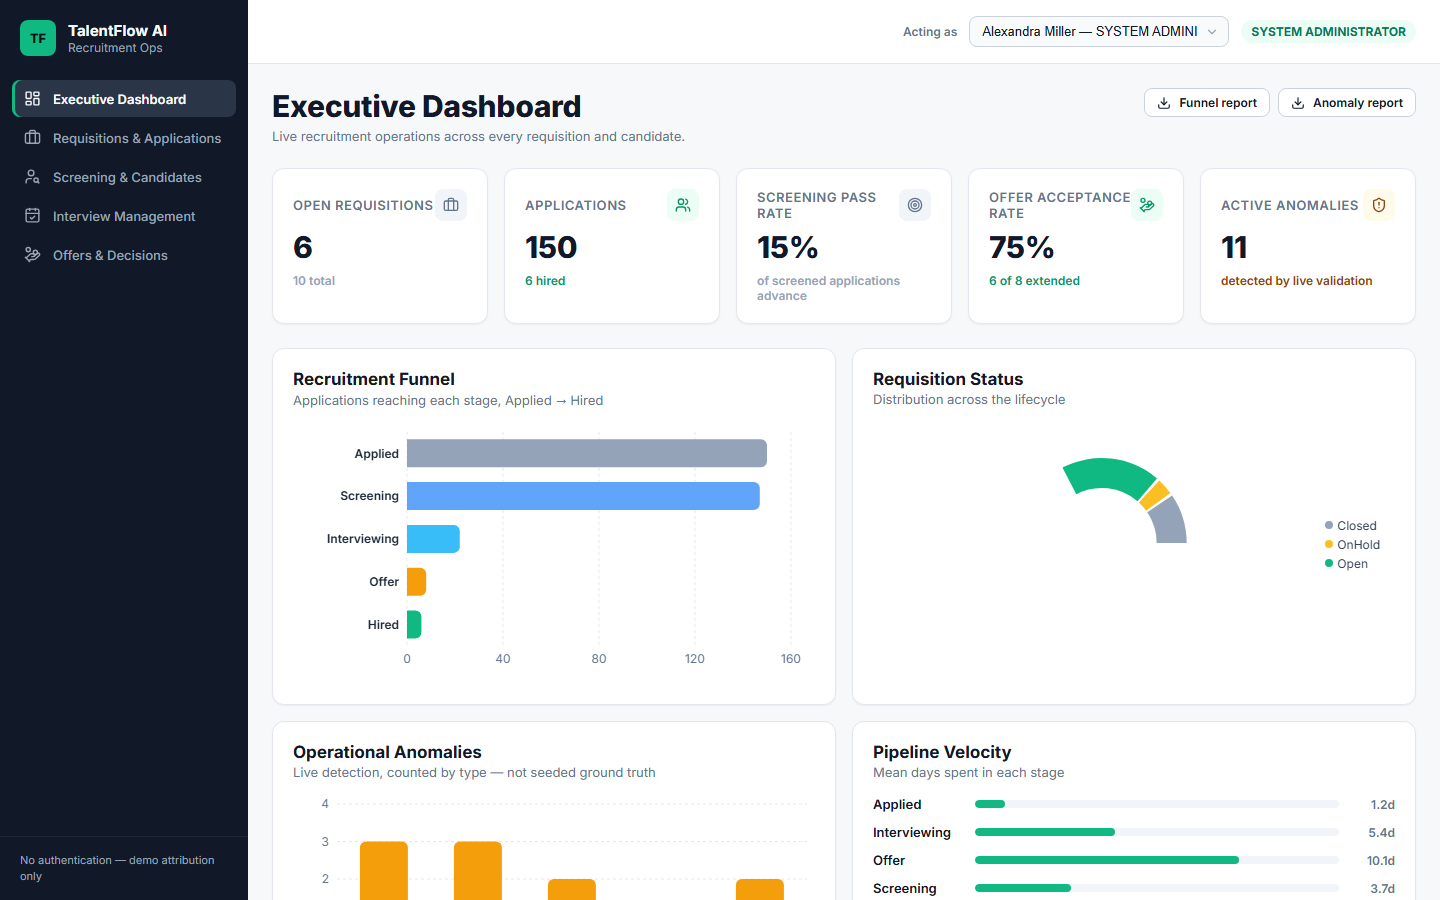 TF
TalentFlow AI
Recruitment Ops
Executive Dashboard
Requisitions & Applications
Screening & Candidates
Interview Management
Offers & Decisions
No authentication — demo attribution
only
Acting as
Alexandra Miller — SYSTEM ADMINI
SYSTEM ADMINISTRATOR
Executive Dashboard
Live recruitment operations across every requisition and candidate.
Funnel report
Anomaly report
OPEN REQUISITIONS
6
10 total
APPLICATIONS
150
6 hired
SCREENING PASS
RATE
15%
of screened applications
advance
OFFER ACCEPTANCE
RATE
75%
6 of 8 extended
ACTIVE ANOMALIES
11
detected by live validation
Recruitment Funnel
Applications reaching each stage, Applied → Hired
Applied
Screening
Interviewing
Offer
Hired
0 40 80 120 160
Requisition Status
Distribution across the lifecycle
Closed
OnHold
Open
Operational Anomalies
Live detection, counted by type — not seeded ground truth
4
3
2
Pipeline Velocity
Mean days spent in each stage
Applied 1.2d
Interviewing 5.4d
Offer 10.1d
Screening 3.7d